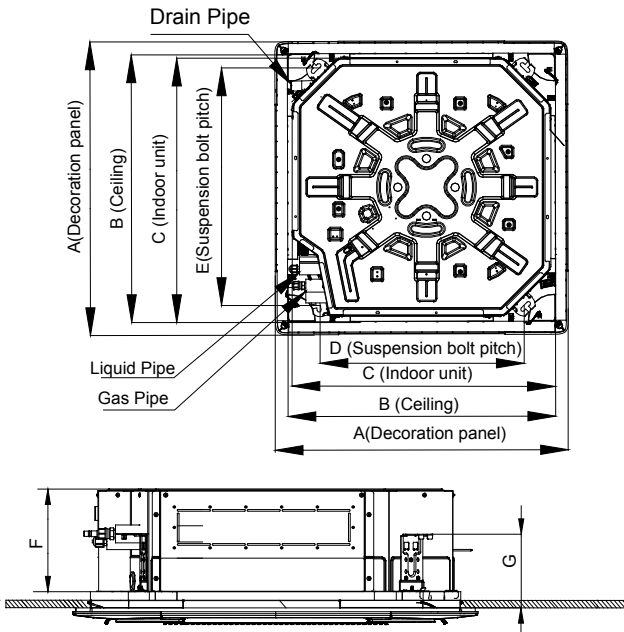 Drain Pipe
A(Decoration panel)
B (Ceiling)
C (Indoor unit)
E(Suspension bolt pitch)
D (Suspension bolt pitch)
Liquid Pipe
C (Indoor unit)
Gas Pipe
B (Ceiling)
A(Decoration panel)
F
G